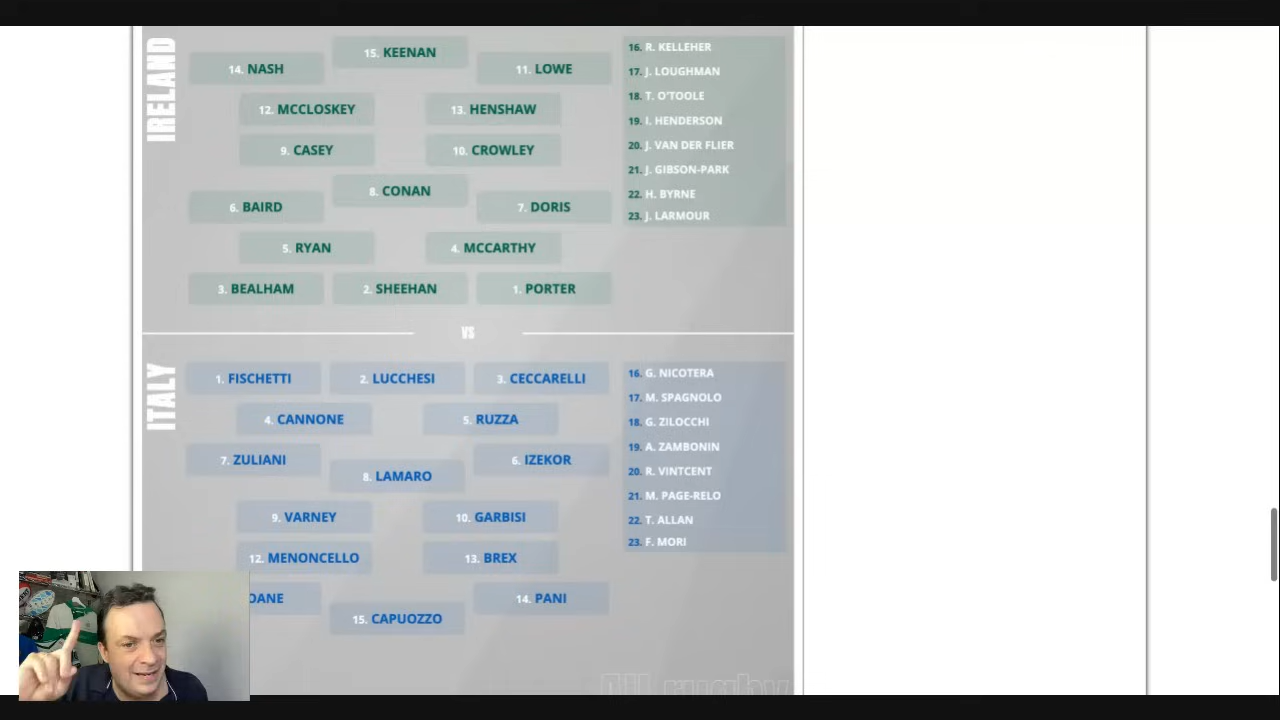 IRELAND
15. KEENAN
14. NASH
11. LOWE
12. MCCLOSKEY
13. HENSHAW
9. CASEY
10. CROWLEY
8. CONAN
6. BAIRD
7. DORIS
5. RYAN
4. MCCARTHY
3. BEALHAM
2. SHEEHAN
1. PORTER
16. R. KELLEHER
17. J. LOUGHMAN
18. T. O'TOOLE
19. I. HENDERSON
20. J. VAN DER FLIER
21. J. GIBSON-PARK
22. H. BYRNE
23. J. LARMOUR
VS
ITALY
1. FISCHETTI
2. LUCCHESI
3. CECCARELLI
4. CANNONE
5. RUZZA
7. ZULIANI
6. IZEKOR
8. LAMARO
9. VARNEY
10. GARBISI
12. MENONCELLO
13. BREX
OANE
14. PANI
15. CAPUOZZO
16. G. NICOTERA
17. M. SPAGNOLO
18. G. ZILOCCHI
19. A. ZAMBONIN
20. R. VINTCENT
21. M. PAGE-RELO
22. T. ALLAN
23. F. MORI
All rugby